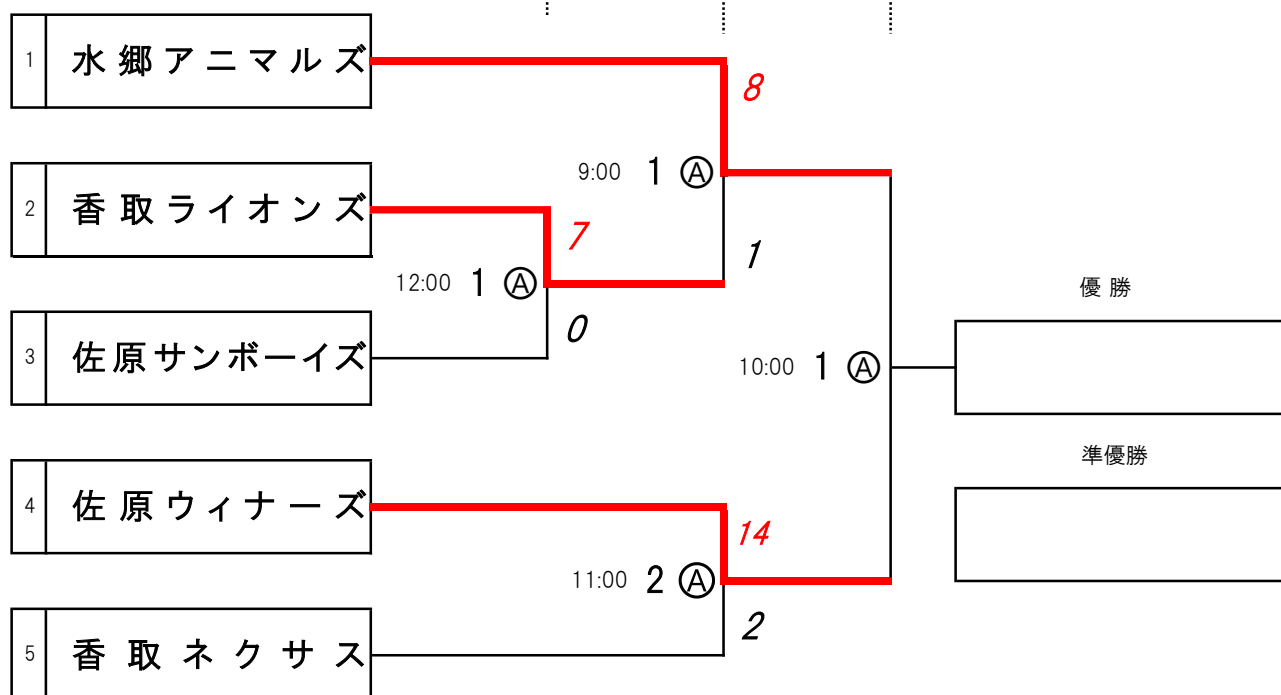 1 水郷アニマルズ
8
9:00 1 Ⓐ
2 香取ライオンズ
7
1
12:00 1 Ⓐ
優勝
0
3 佐原サンボーイズ
10:00 1 Ⓐ
準優勝
4 佐原ウィナーズ
14
11:00 2 Ⓐ
2
5 香取ネクサス